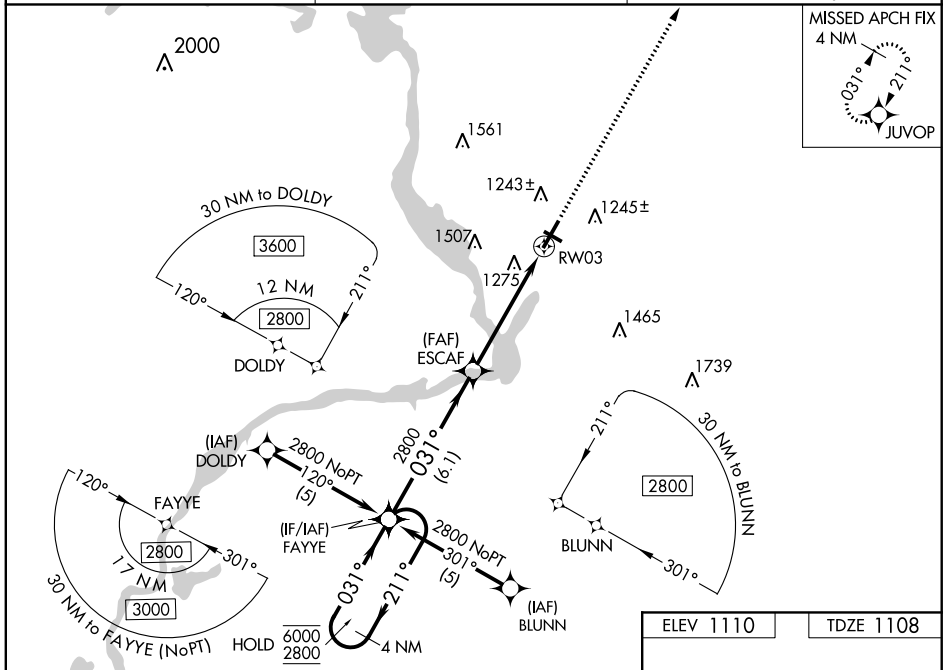 MISSED APCH FIX
4 NM
031°
211°
JUVOP
2000
1561
1243±
1245±
1507
1275
RW03
30 NM to DOLDY
3600
12 NM
2800
120°
211°
DOLDY
1465
1739
(FAF)
ESCAF
2800
031°
(6.1)
(IAF)
DOLDY
2800 NoPT
120°
(5)
(IF/IAF)
FAYYE
2800 NoPT
301°
(5)
(IAF)
BLUNN
031°
211°
HOLD
6000
2800
4 NM
120°
FAYYE
2800
17 NM
301°
3000
30 NM to FAYYE (NoPT)
211°
30 NM to BLUNN
2800
BLUNN
301°
ELEV 1110
TDZE 1108